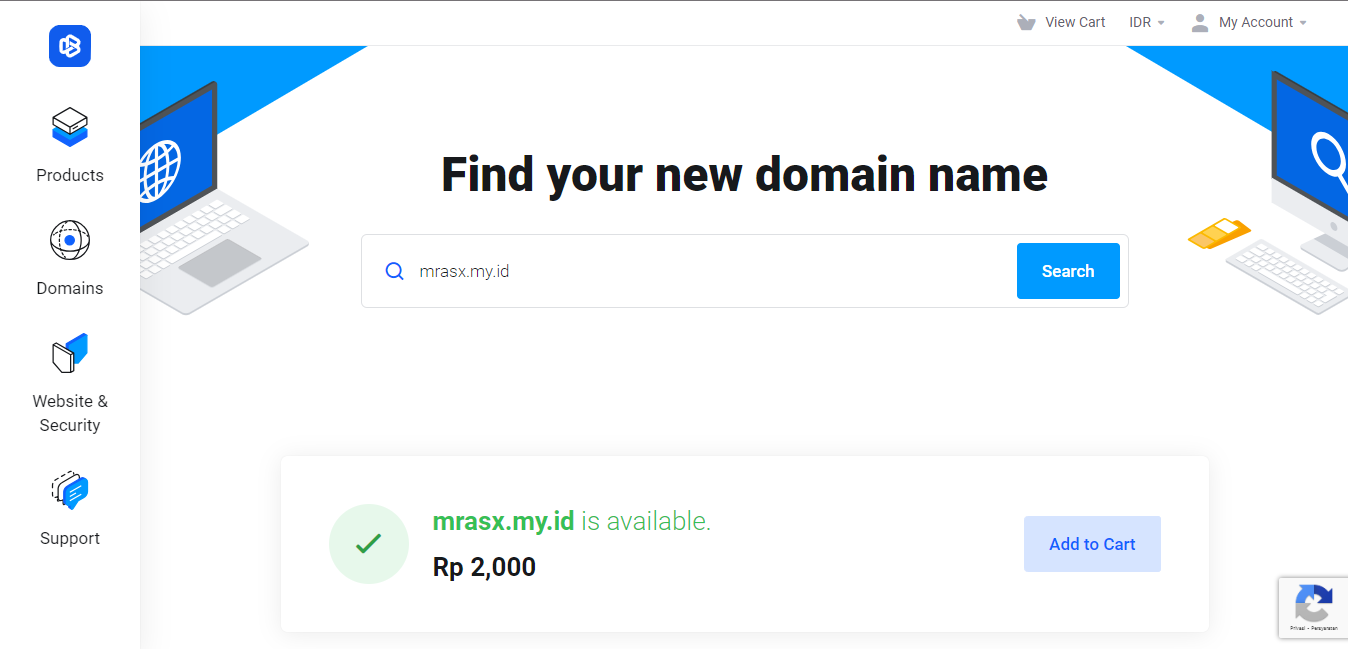 View Cart
IDR
My Account
Products
Domains
Website &
Security
Support
Find your new domain name
mrasx.my.id
Search
mrasx.my.id is available.
Rp 2,000
Add to Cart
Privasi - Persyaratan